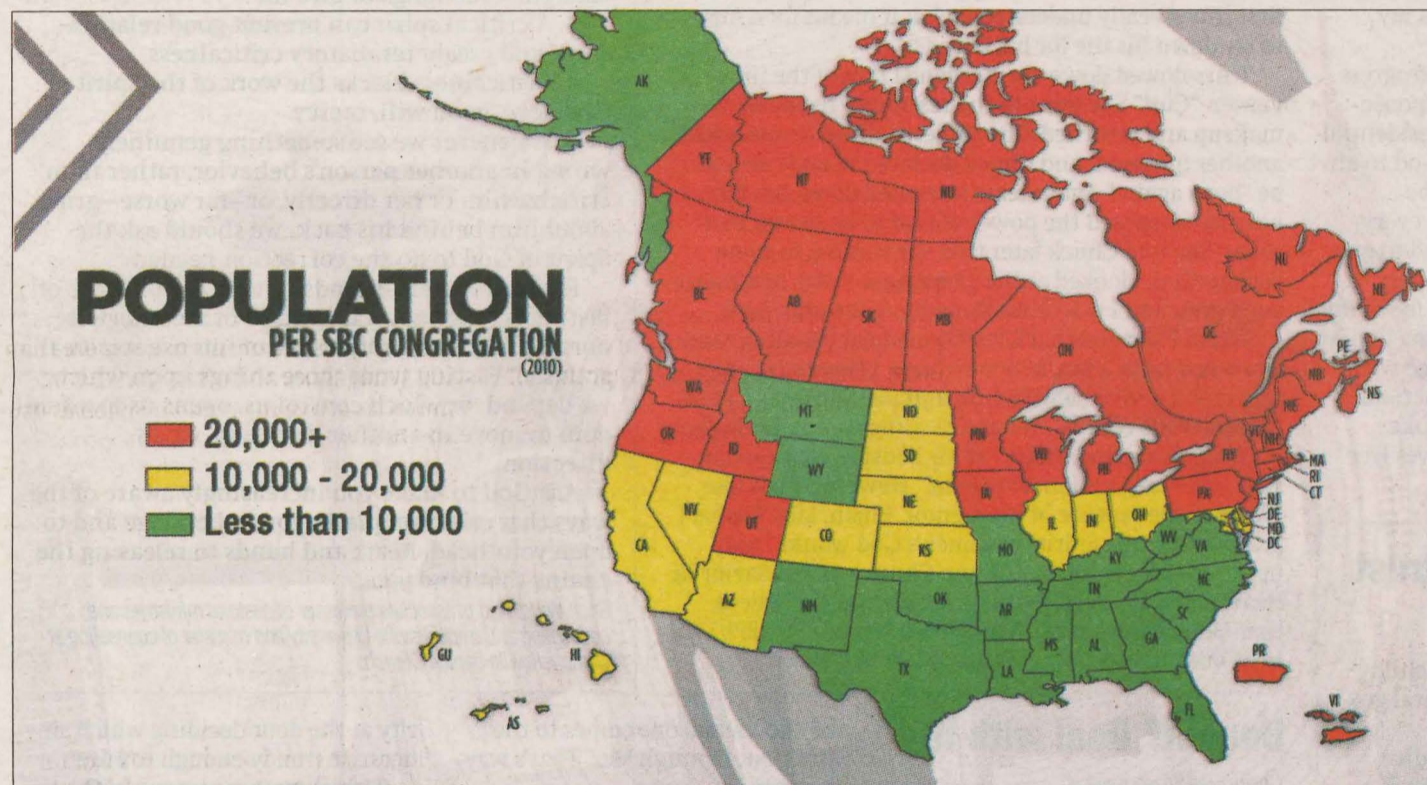 AK
YT
NT
NU
BC
AB
SK
MB
ON
QC
NL
NL
PE
NB
NS
POPULATION
PER SBC CONGREGATION
(2010)
20,000+
10,000 - 20,000
Less than 10,000
WA
MT
ND
OR
ID
WY
SD
MN
WI
MI
NY
VT
NH
ME
MA
RI
CT
NJ
DE
MD
DC
CA
NV
UT
CO
NE
KS
IA
IL
IN
OH
PA
MO
KY
WV
VA
AZ
NM
OK
AR
TN
NC
SC
TX
LA
MS
AL
GA
FL
GU
HI
AS
PR
VI